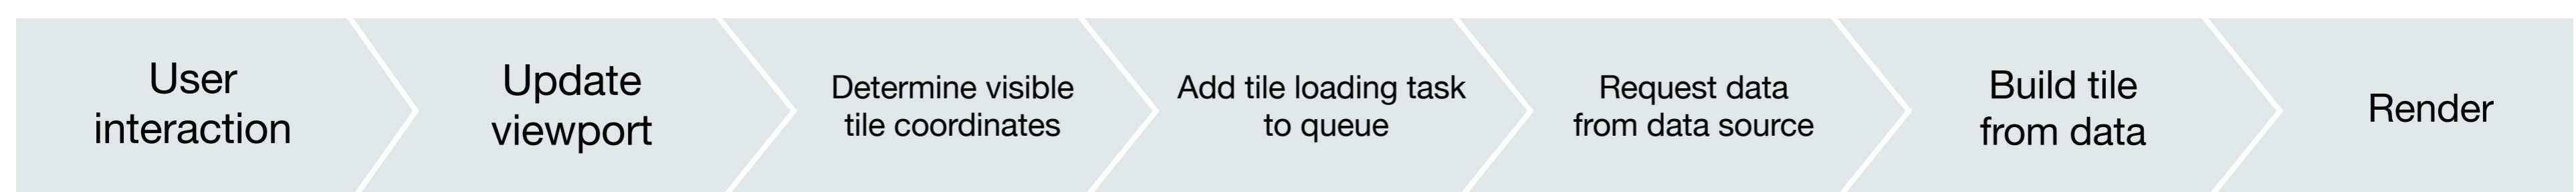 User
interaction
Update
viewport
Determine visible
tile coordinates
Add tile loading task
to queue
Request data
from data source
Build tile
from data
Render